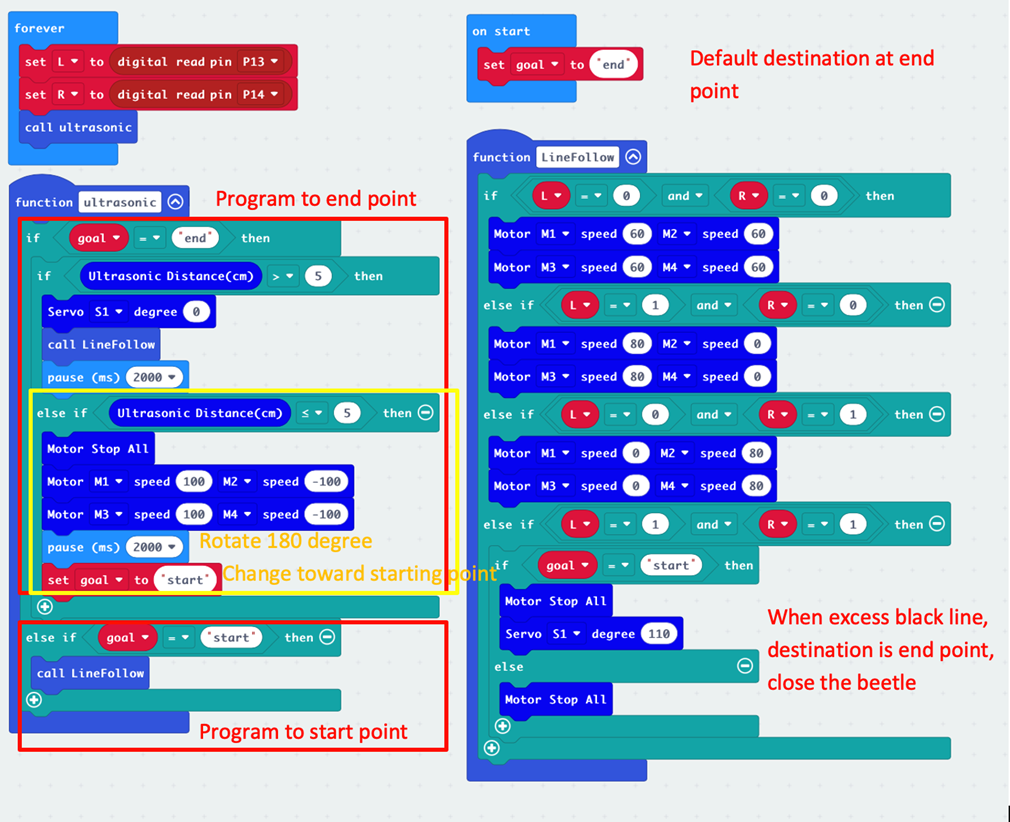 forever
set L to digital read pin P13
set R to digital read pin P14
call ultrasonic
on start
set goal to "end"
Default destination at end
point
function ultrasonic
Program to end point
if goal = "end" then
if Ultrasonic Distance(cm) > 5 then
Servo S1 degree 0
call LineFollow
pause (ms) 2000
else if Ultrasonic Distance(cm) ≤ 5 then
Motor Stop All
Motor M1 speed 100 M2 speed -100
Motor M3 speed 100 M4 speed -100
pause (ms) 2000
Rotate 180 degree
set goal to "start"
Change toward starting point
else if goal = "start" then
call LineFollow
Program to start point
function LineFollow
if L = 0 and R = 0 then
Motor M1 speed 60 M2 speed 60
Motor M3 speed 60 M4 speed 60
else if L = 1 and R = 0 then
Motor M1 speed 80 M2 speed 0
Motor M3 speed 80 M4 speed 0
else if L = 0 and R = 1 then
Motor M1 speed 0 M2 speed 80
Motor M3 speed 0 M4 speed 80
else if L = 1 and R = 1 then
if goal = "start" then
Motor Stop All
Servo S1 degree 110
else
Motor Stop All
When excess black line,
destination is end point,
close the beetle